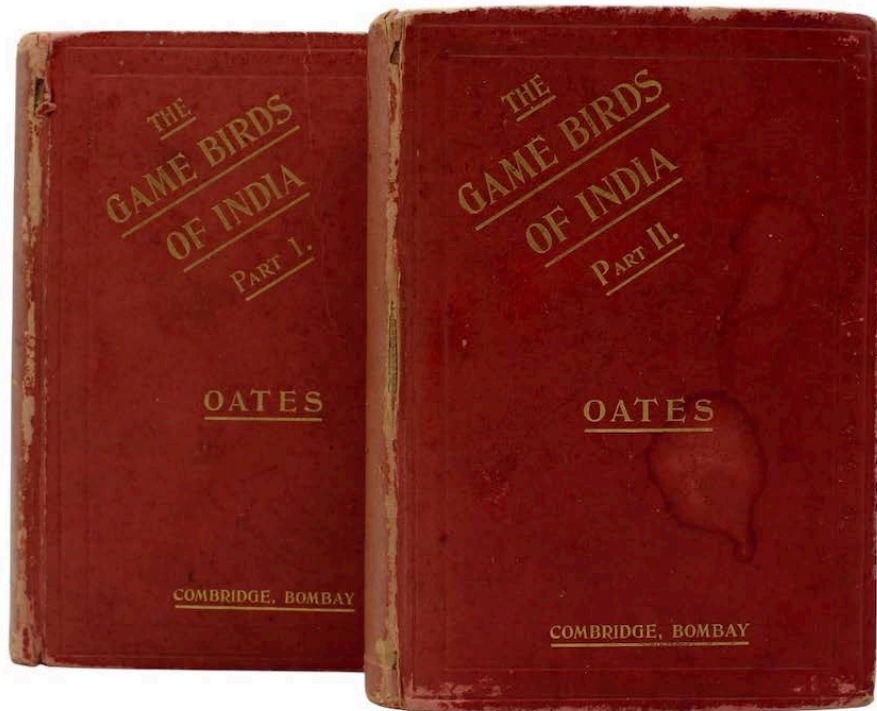 THE
GAME BIRDS
OF INDIA
PART I.
OATES
COMBRIDGE, BOMBAY
THE
GAME BIRDS
OF INDIA
PART II.
OATES
COMBRIDGE, BOMBAY